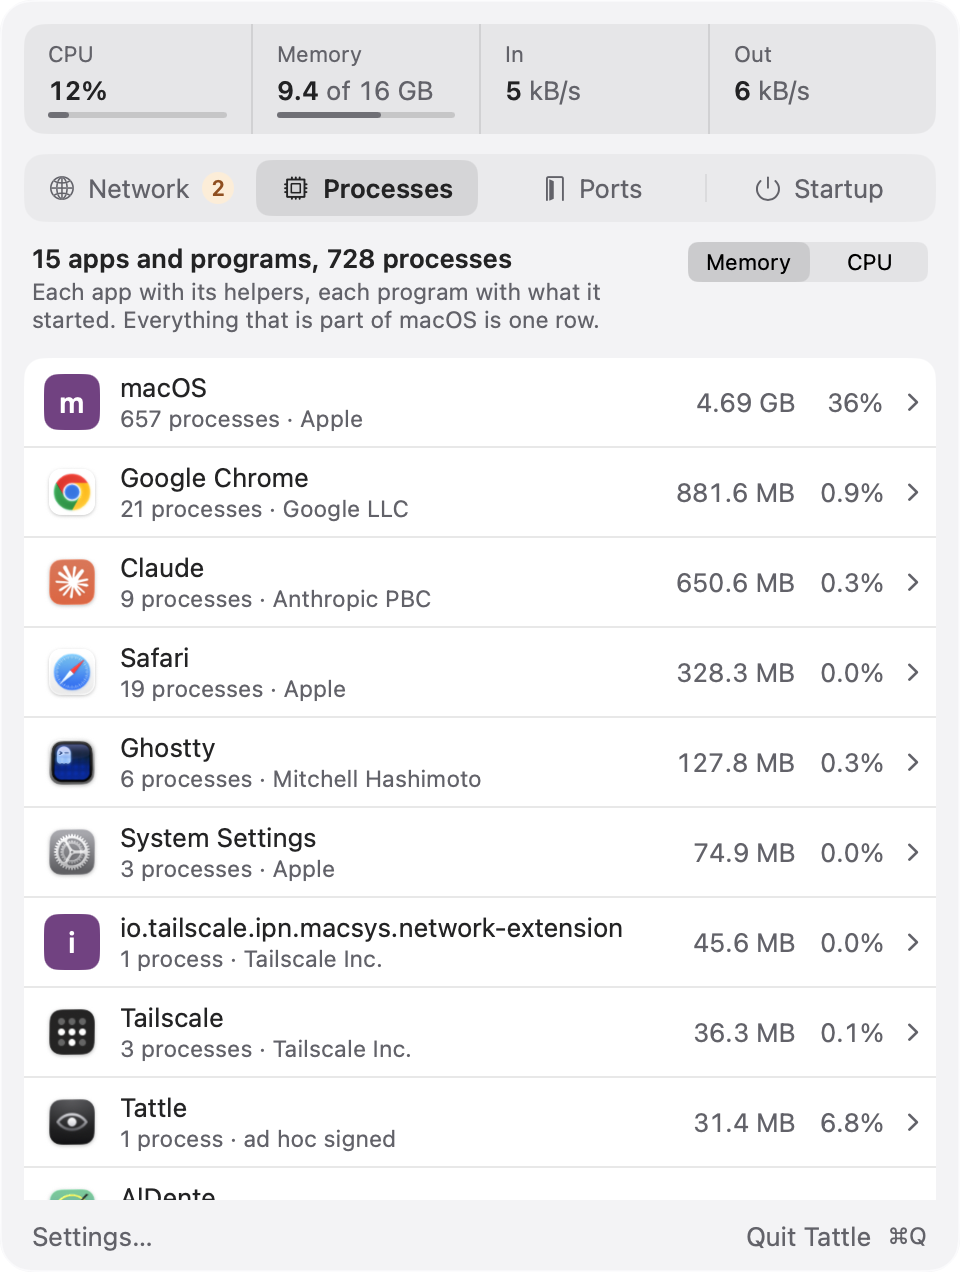 CPU
12%
Memory
9.4 of 16 GB
In
5 kB/s
Out
6 kB/s
Network 2
Processes
Ports
Startup
15 apps and programs, 728 processes
Each app with its helpers, each program with what it
started. Everything that is part of macOS is one row.
Memory
CPU
m
macOS
657 processes · Apple
4.69 GB 36%
Google Chrome
21 processes · Google LLC
881.6 MB 0.9%
Claude
9 processes · Anthropic PBC
650.6 MB 0.3%
Safari
19 processes · Apple
328.3 MB 0.0%
Ghostty
6 processes · Mitchell Hashimoto
127.8 MB 0.3%
System Settings
3 processes · Apple
74.9 MB 0.0%
i
io.tailscale.ipn.macsys.network-extension
1 process · Tailscale Inc.
45.6 MB 0.0%
Tailscale
3 processes · Tailscale Inc.
36.3 MB 0.1%
Tattle
1 process · ad hoc signed
31.4 MB 6.8%
AlDente
Settings...
Quit Tattle ⌘Q